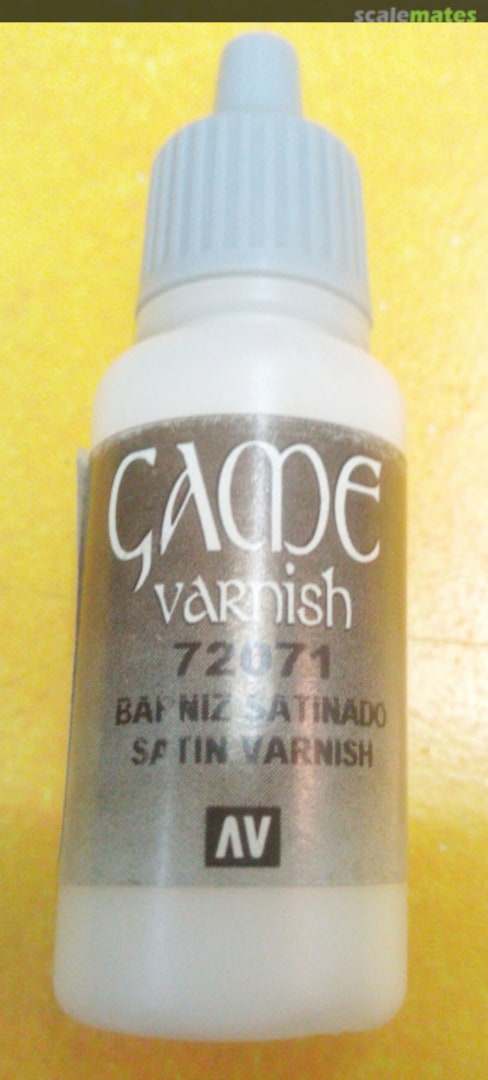 scalemates
GAME
varnish
72071
BARNIZ SATINADO
SATIN VARNISH
AV